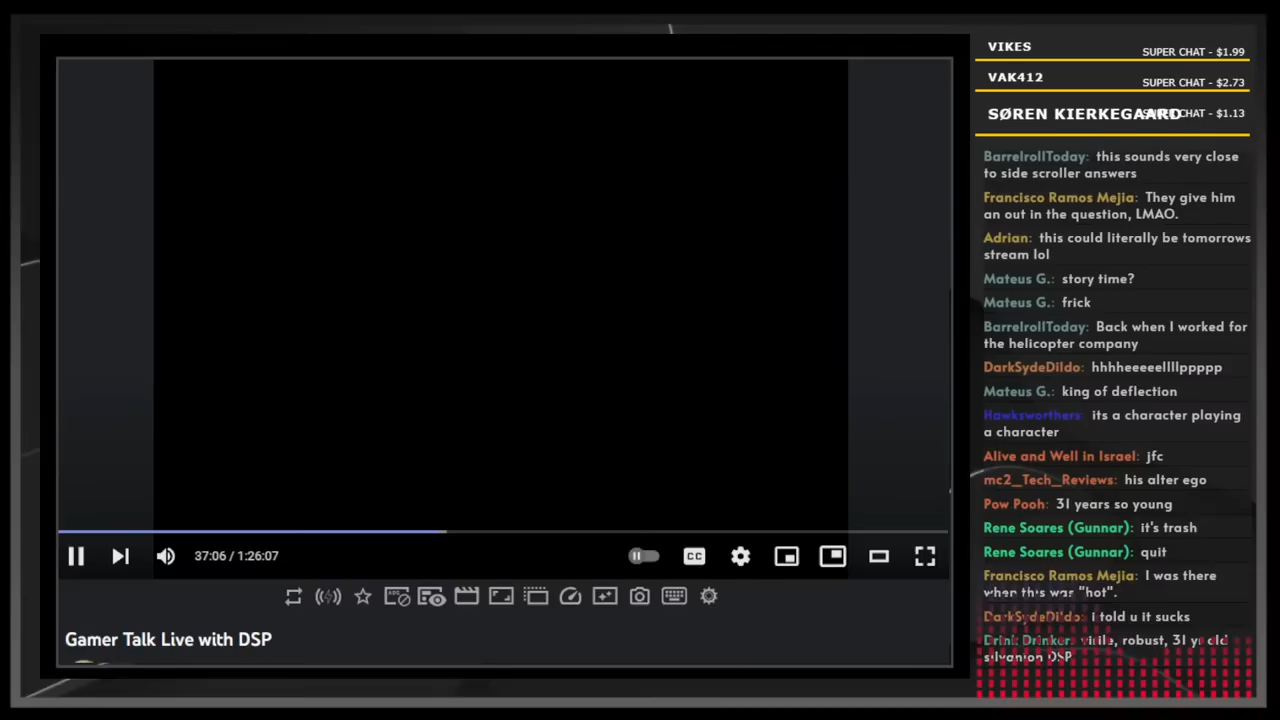 VIKES
SUPER CHAT - $1.99
VAK412
SUPER CHAT - $2.73
SØREN KIERKEGAARD
CHAT - $1.13
BarrelrollToday: this sounds very close
to side scroller answers
Francisco Ramos Mejia: They give him
an out in the question, LMAO.
Adrian: this could literally be tomorrows
stream lol
Mateus G.: story time?
Mateus G.: frick
BarrelrollToday: Back when I worked for
the helicopter company
DarkSydeDildo: hhhheeeeellllppppp
Mateus G.: king of deflection
Hawksworthers: its a character playing
a character
Alive and Well in Israel: jfc
mc2_Tech_Reviews: his alter ego
Pow Pooh: 31 years so young
Rene Soares (Gunnar): it's trash
Rene Soares (Gunnar): quit
Francisco Ramos Mejia: I was there
when this was "hot".
DarkSydeDildo: i told u it sucks
Drink Drinker: virile, robust, 31 yr old
silvanion DSP
37:06 / 1:26:07
CC
Gamer Talk Live with DSP